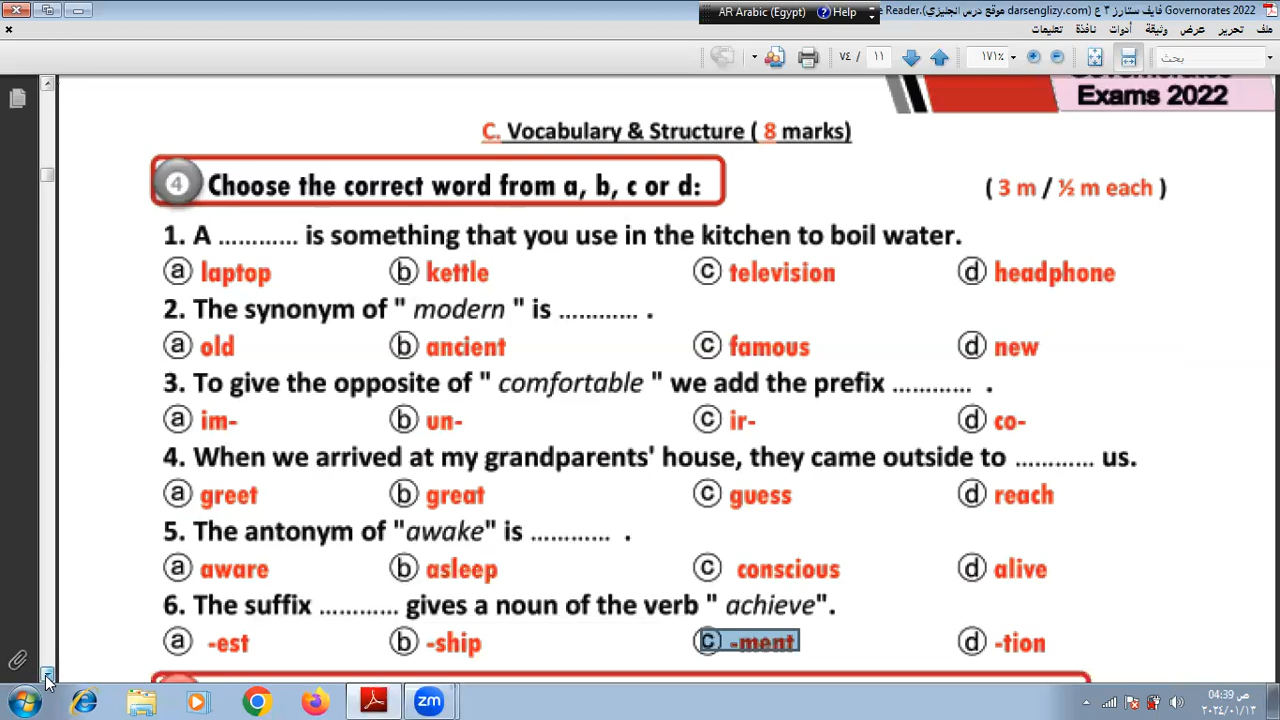 AR Arabic (Egypt) Help
Reader.(darsenglizy.com موقع درس انجليزي) فايف ستارز ٣ ع Governorates 2022
ملف تحرير عرض وثيقة أدوات نافذة تعليمات
٧٤ / ١١ ١٧١٪ بحث
Exams 2022
C. Vocabulary & Structure ( 8 marks)
4 Choose the correct word from a, b, c or d: ( 3 m / ½ m each )
1. A ………… is something that you use in the kitchen to boil water.
a laptop b kettle c television d headphone
2. The synonym of " modern " is ………… .
a old b ancient c famous d new
3. To give the opposite of " comfortable " we add the prefix ………… .
a im- b un- c ir- d co-
4. When we arrived at my grandparents' house, they came outside to ………… us.
a greet b great c guess d reach
5. The antonym of "awake" is ………… .
a aware b asleep c conscious d alive
6. The suffix ………… gives a noun of the verb " achieve".
a -est b -ship c -ment d -tion
zm
04:39 ص
٢٠٢٤/٠١/١٣